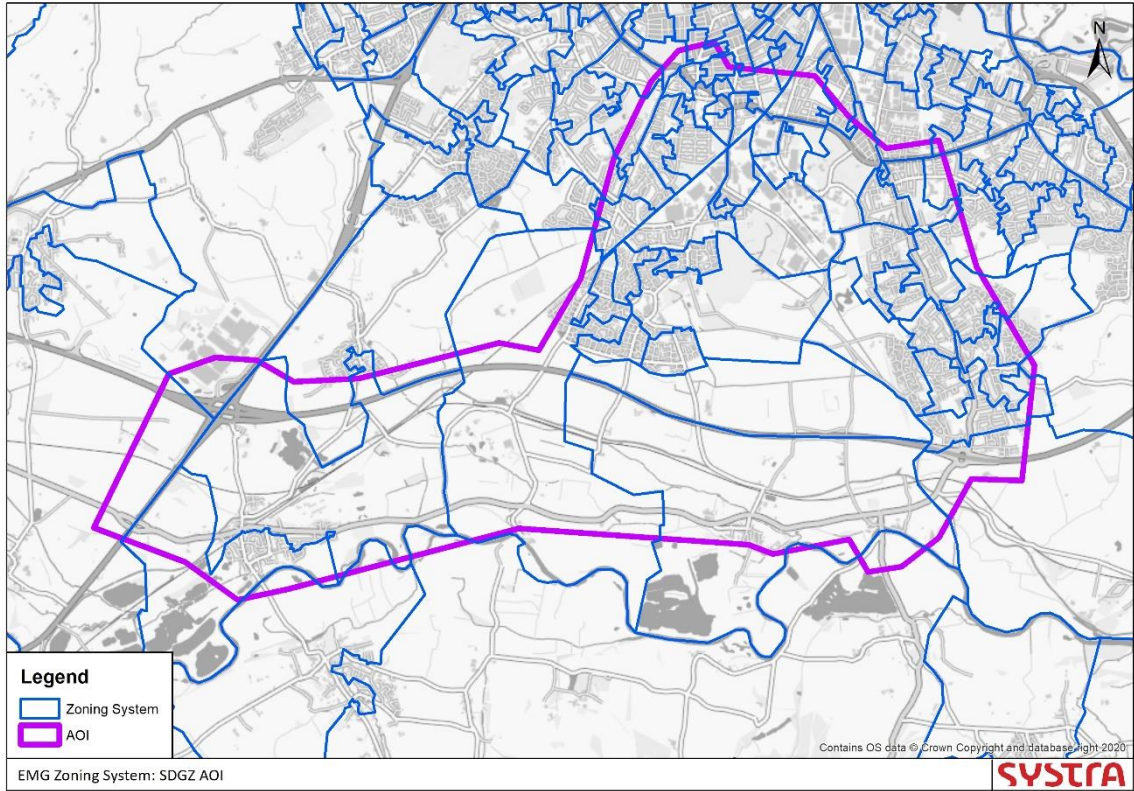 N
Legend
Zoning System
AOI
Contains OS data © Crown Copyright and database right 2020
EMG Zoning System: SDGZ AOI
SYSTRA